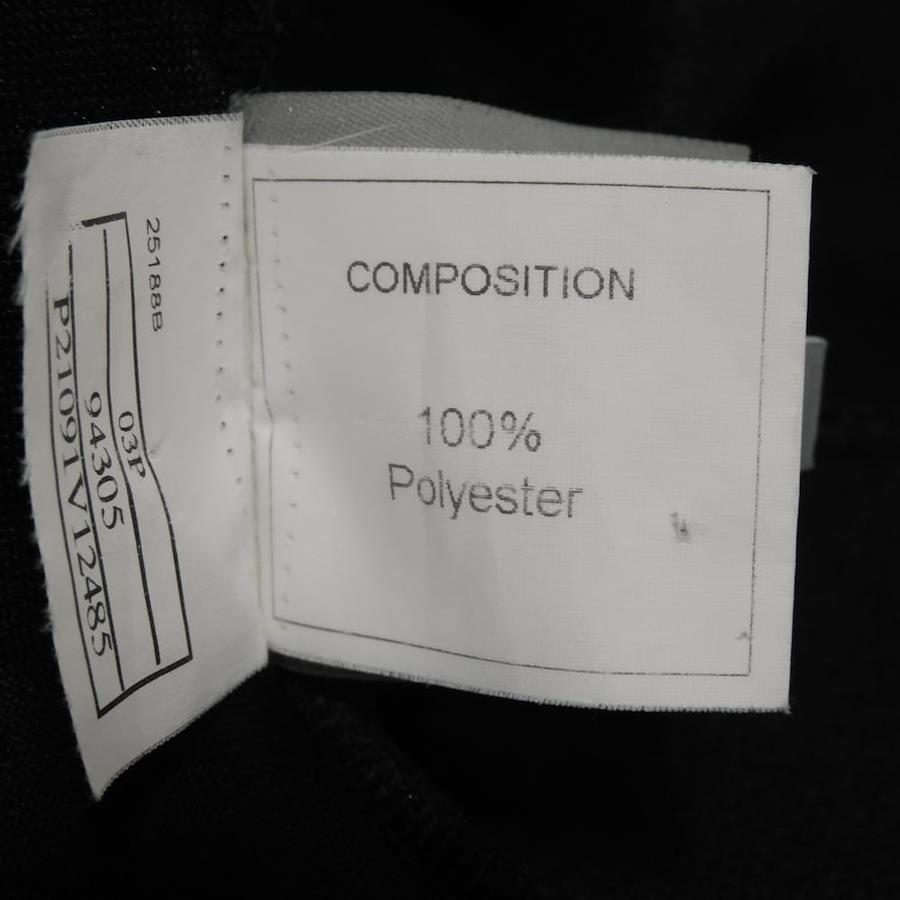 25188B
03P
94305
P21091V12485
COMPOSITION
100%
Polyester